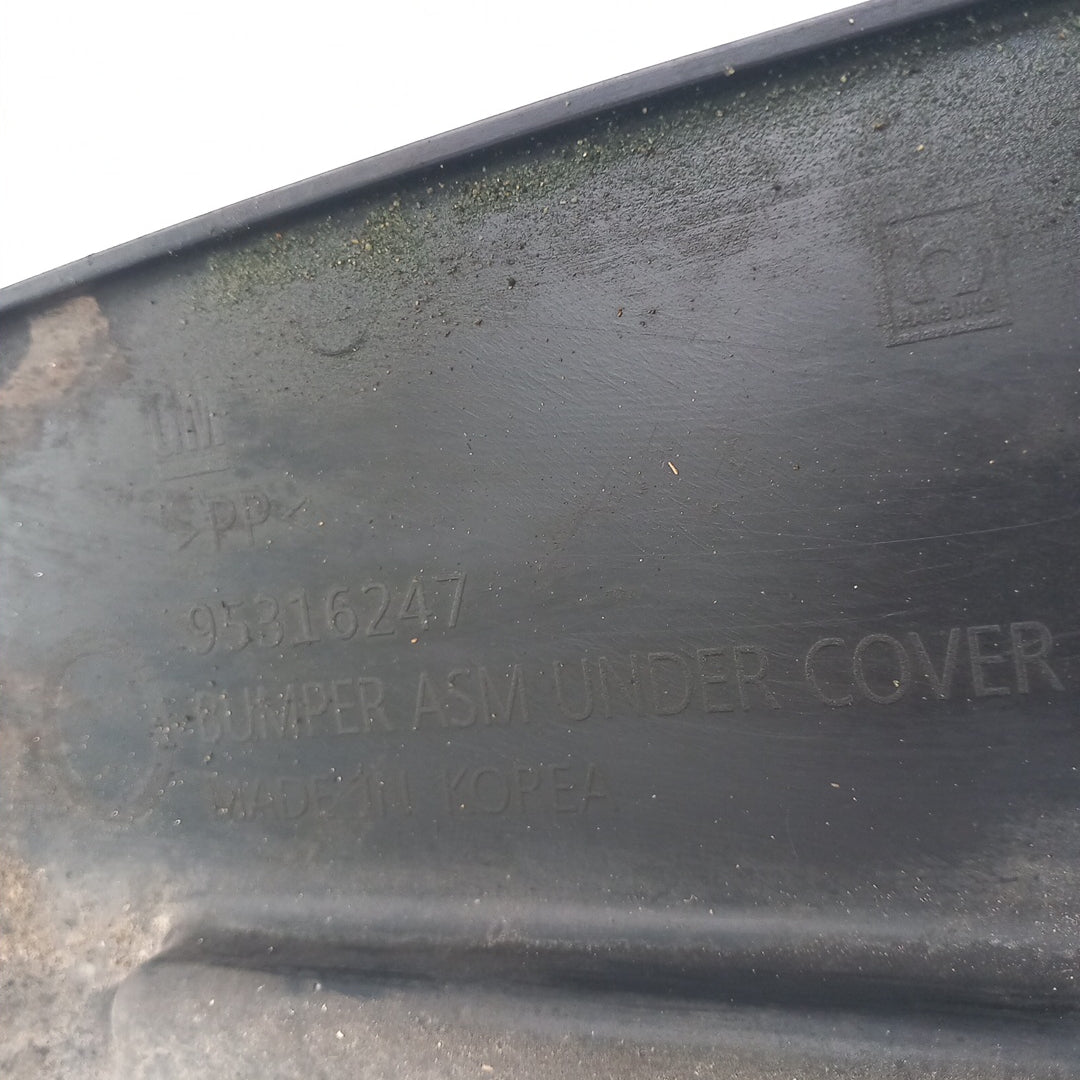 GM
>PP<
95316247
BUMPER ASM UNDER COVER
MADE IN KOREA